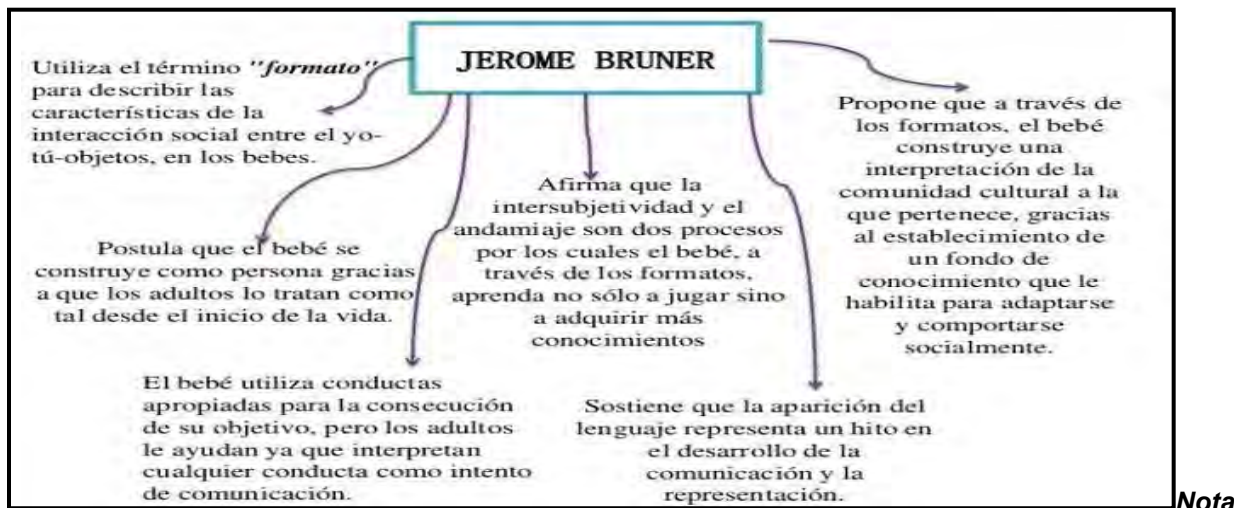 JEROME BRUNER
Utiliza el término "formato"
para describir las
características de la
interacción social entre el yo-
tú-objetos, en los bebes.
Postula que el bebé se
construye como persona gracias
a que los adultos lo tratan como
tal desde el inicio de la vida.
El bebé utiliza conductas
apropiadas para la consecución
de su objetivo, pero los adultos
le ayudan ya que interpretan
cualquier conducta como intento
de comunicación.
Afirma que la
intersubjetividad y el
andamiaje son dos procesos
por los cuales el bebé, a
través de los formatos,
aprenda no sólo a jugar sino
a adquirir más
conocimientos
Sostiene que la aparición del
lenguaje representa un hito en
el desarrollo de la
comunicación y la
representación.
Propone que a través de
los formatos, el bebé
construye una
interpretación de la
comunidad cultural a la
que pertenece, gracias
al establecimiento de
un fondo de
conocimiento que le
habilita para adaptarse
y comportarse
socialmente.
Nota